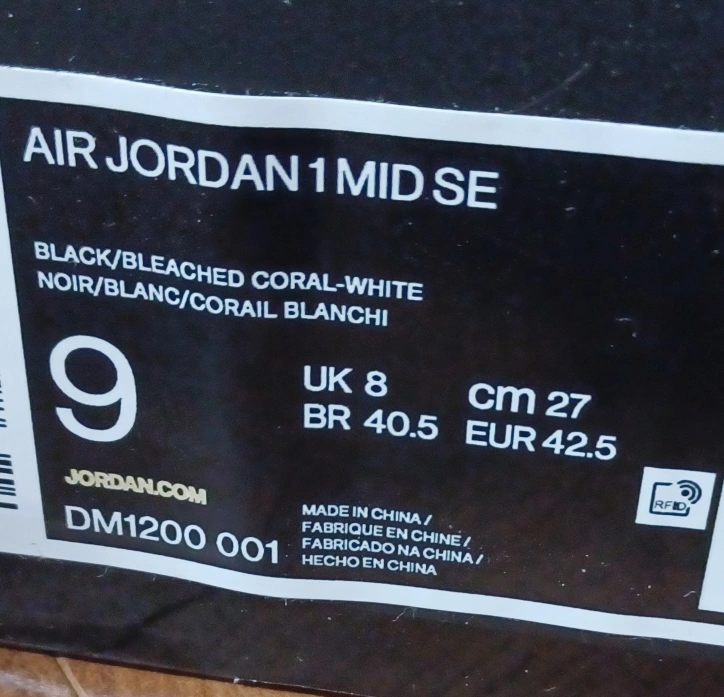 AIR JORDAN 1 MID SE
BLACK/BLEACHED CORAL-WHITE
NOIR/BLANC/CORAIL BLANCHI
9
UK 8 cm 27
BR 40.5 EUR 42.5
JORDAN.COM
DM1200 001
MADE IN CHINA/
FABRIQUE EN CHINE/
FABRICADO NA CHINA/
HECHO EN CHINA
RFID